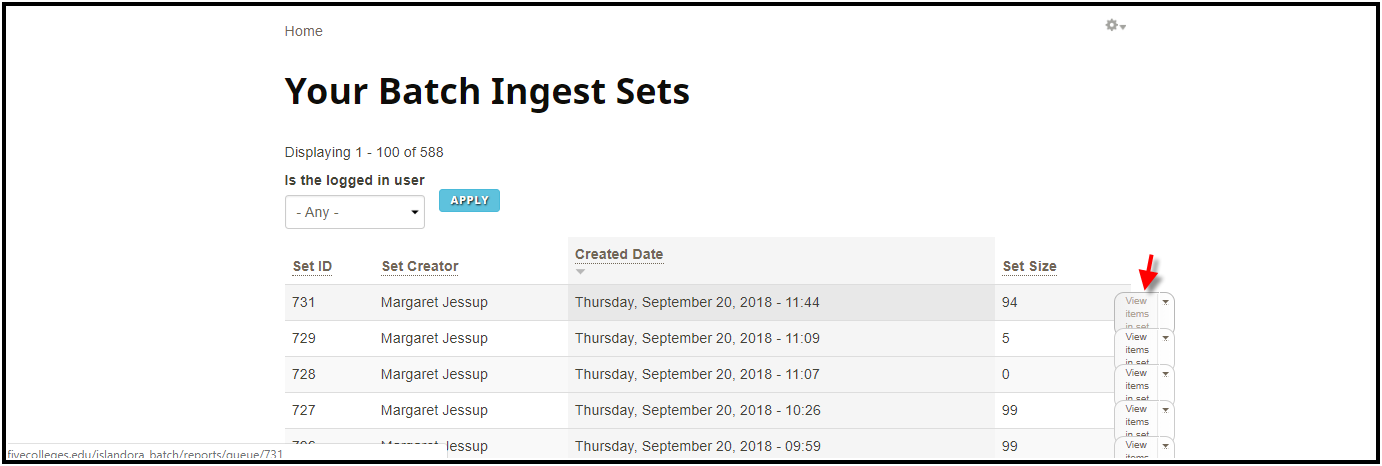 Home
Your Batch Ingest Sets
Displaying 1 - 100 of 588
Is the logged in user
- Any -
APPLY
Set ID Set Creator Created Date Set Size
731 Margaret Jessup Thursday, September 20, 2018 - 11:44 94 View items in set
729 Margaret Jessup Thursday, September 20, 2018 - 11:09 5 View items in set
728 Margaret Jessup Thursday, September 20, 2018 - 11:07 0 View items in set
727 Margaret Jessup Thursday, September 20, 2018 - 10:26 99 View items in set
Thursday, September 20, 2018 - 09:59 99 View items
fivecolleges.edu/islandora_batch/reports/queue/731